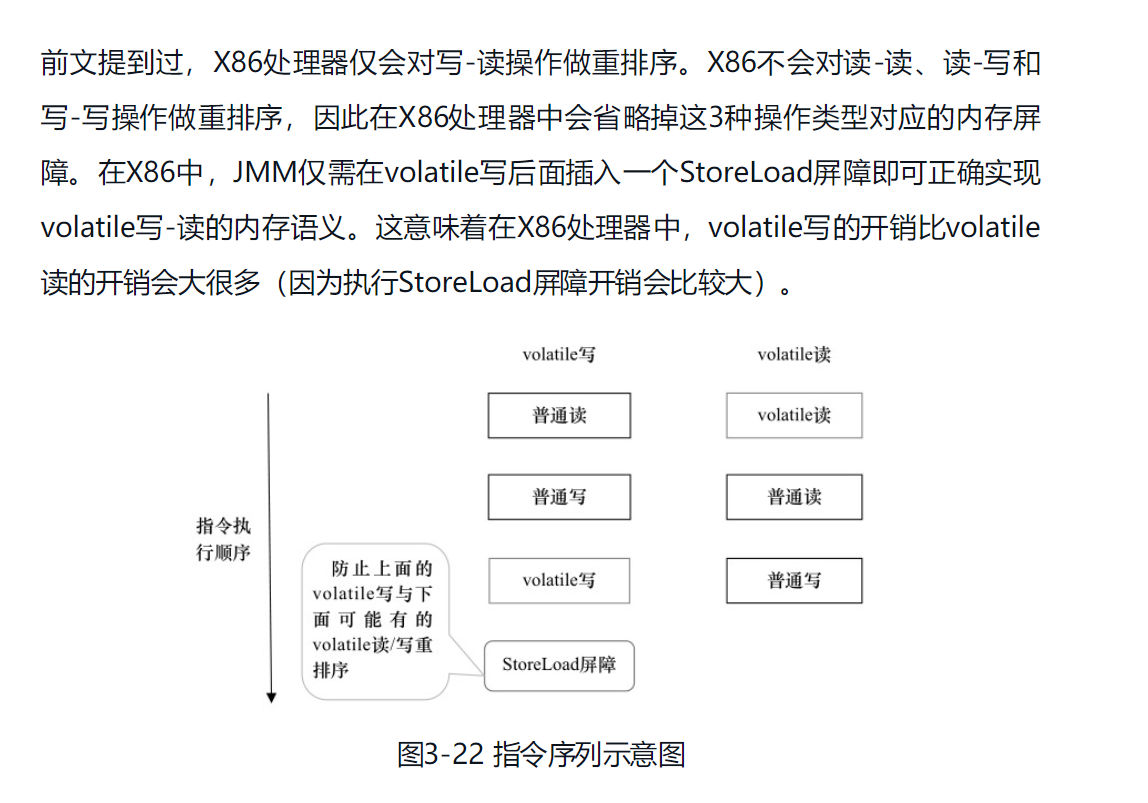 前文提到过，X86处理器仅会对写-读操作做重排序。X86不会对读-读、读-写和
写-写操作做重排序，因此在X86处理器中会省略掉这3种操作类型对应的内存屏
障。在X86中，JMM仅需在volatile写后面插入一个StoreLoad屏障即可正确实现
volatile写-读的内存语义。这意味着在X86处理器中，volatile写的开销比volatile
读的开销会大很多（因为执行StoreLoad屏障开销会比较大）。
volatile写
volatile读
普通读
volatile读
普通写
普通读
指令执
行顺序
防止上面的
volatile写与下
面可能有的
volatile读/写重
排序
volatile写
普通写
StoreLoad屏障
图3-22 指令序列示意图